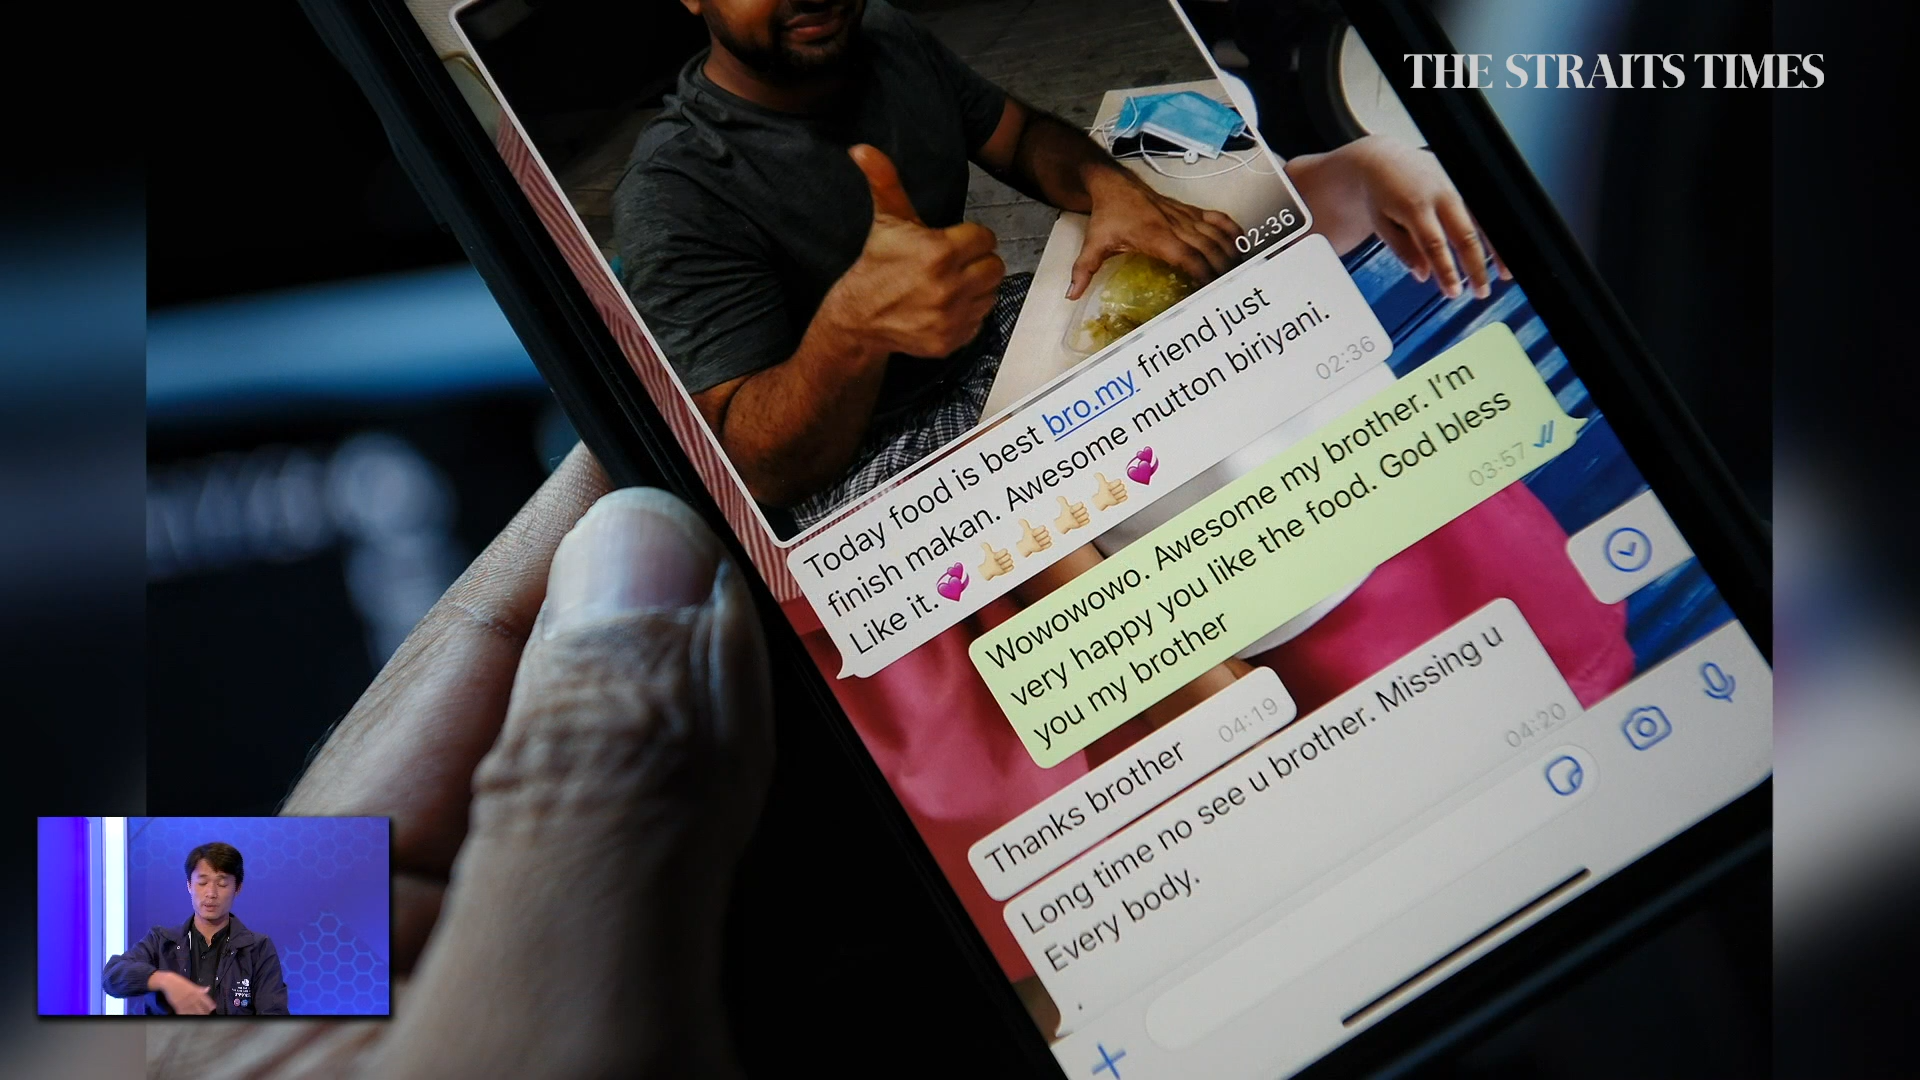 THE STRAITS TIMES
02:36
Today food is best bro.my friend just
finish makan. Awesome mutton biriyani.
Like it.💞👍🏼👍🏼👍🏼👍🏼💞
02:36
Wowowowo. Awesome my brother. I'm
very happy you like the food. God bless
you my brother
03:57
Thanks brother
04:19
Long time no see u brother. Missing u
Every body.
.
04:20